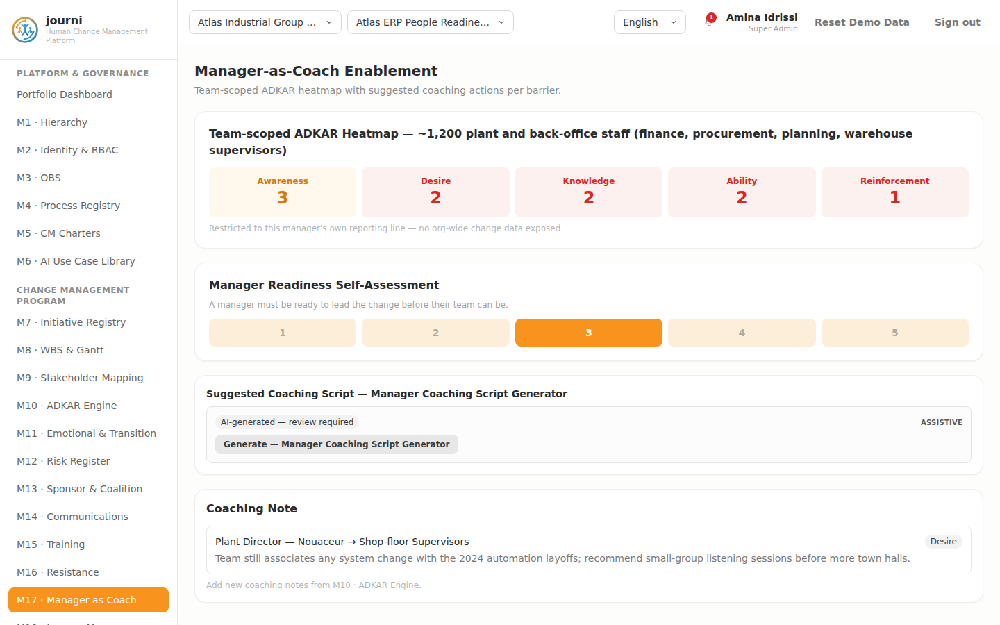 journi
Human Change Management
Platform
Atlas Industrial Group ...
Atlas ERP People Readine...
English
1
Amina Idrissi
Super Admin
Reset Demo Data
Sign out
PLATFORM & GOVERNANCE
Portfolio Dashboard
M1 · Hierarchy
M2 · Identity & RBAC
M3 · OBS
M4 · Process Registry
M5 · CM Charters
M6 · AI Use Case Library
CHANGE MANAGEMENT
PROGRAM
M7 · Initiative Registry
M8 · WBS & Gantt
M9 · Stakeholder Mapping
M10 · ADKAR Engine
M11 · Emotional & Transition
M12 · Risk Register
M13 · Sponsor & Coalition
M14 · Communications
M15 · Training
M16 · Resistance
M17 · Manager as Coach
Manager-as-Coach Enablement
Team-scoped ADKAR heatmap with suggested coaching actions per barrier.
Team-scoped ADKAR Heatmap — ~1,200 plant and back-office staff (finance, procurement, planning, warehouse
supervisors)
Awareness
3
Desire
2
Knowledge
2
Ability
2
Reinforcement
1
Restricted to this manager's own reporting line — no org-wide change data exposed.
Manager Readiness Self-Assessment
A manager must be ready to lead the change before their team can be.
1
2
3
4
5
Suggested Coaching Script — Manager Coaching Script Generator
AI-generated — review required
ASSISTIVE
Generate — Manager Coaching Script Generator
Coaching Note
Plant Director — Nouaceur → Shop-floor Supervisors
Desire
Team still associates any system change with the 2024 automation layoffs; recommend small-group listening sessions before more town halls.
Add new coaching notes from M10 · ADKAR Engine.